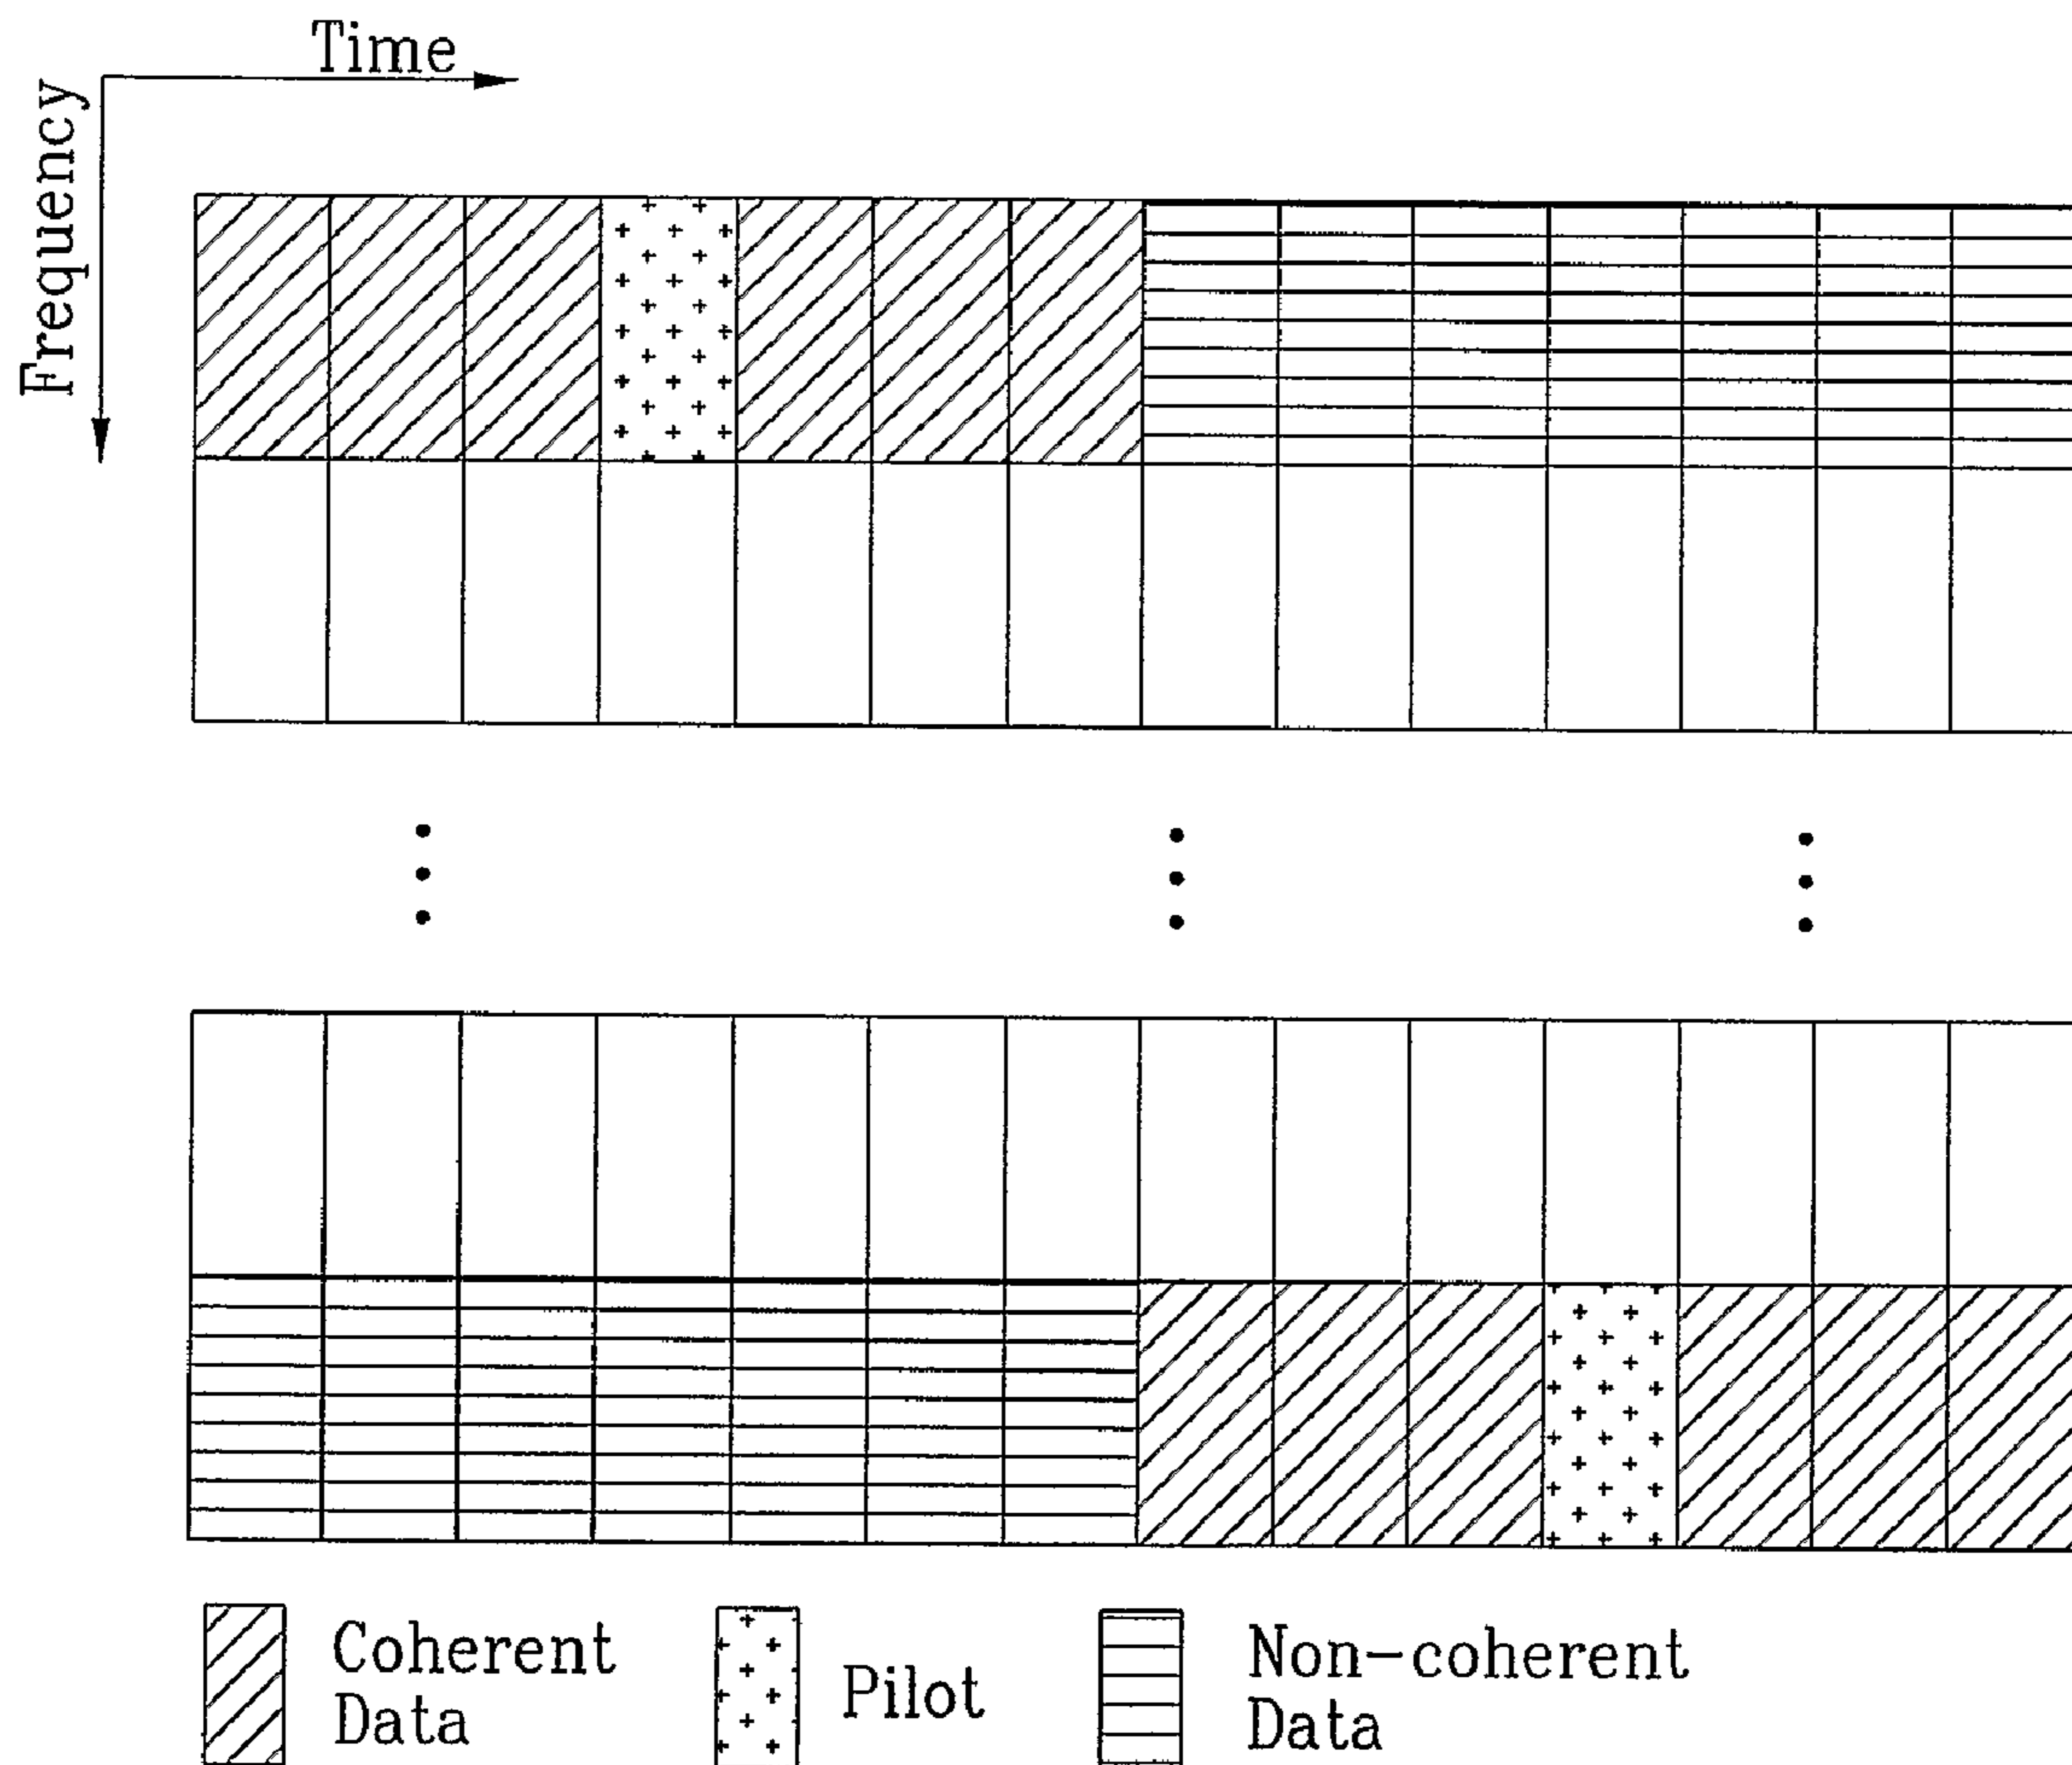 Time
Frequency
Coherent
Data
Pilot
Non-coherent
Data